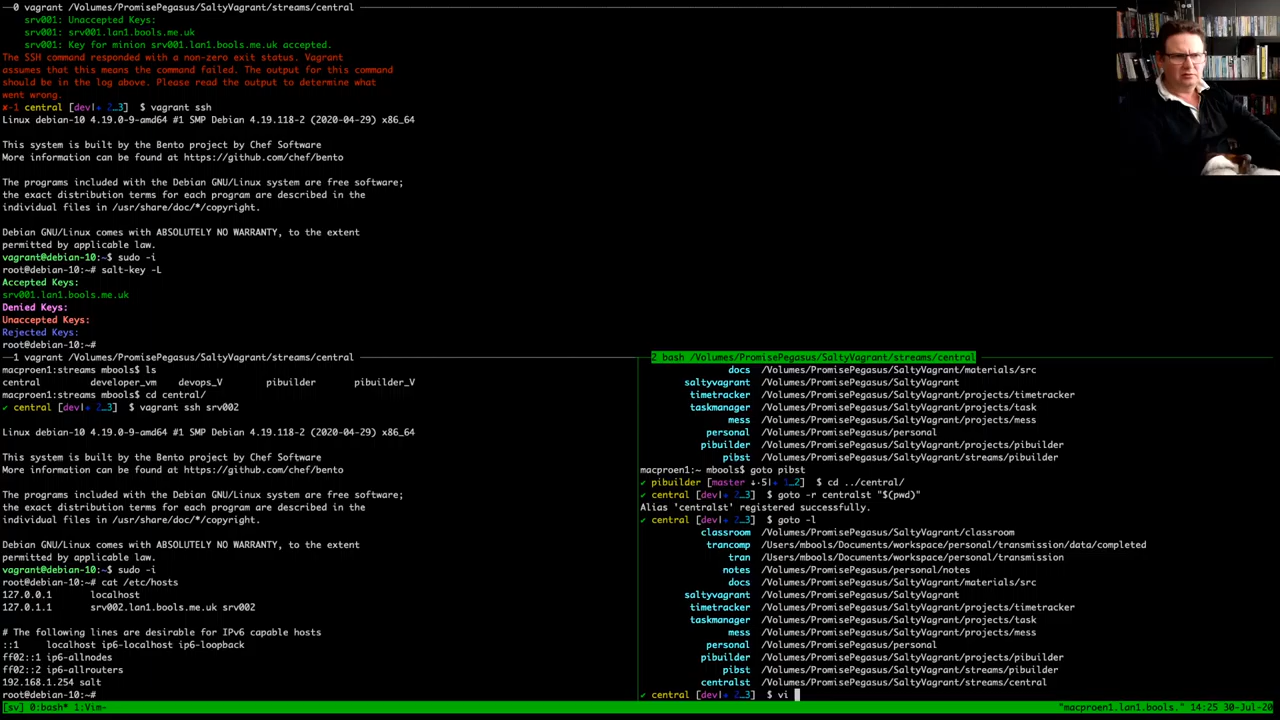 —0 vagrant /Volumes/PromisePegasus/SaltyVagrant/streams/central
srv001: Unaccepted Keys:
srv001: srv001.lan1.bools.me.uk
srv001: Key for minion srv001.lan1.bools.me.uk accepted.
The SSH command responded with a non-zero exit status. Vagrant
assumes that this means the command failed. The output for this command
should be in the log above. Please read the output to determine what
went wrong.
✘-1 central [dev|✚ 2…3]  $ vagrant ssh
Linux debian-10 4.19.0-9-amd64 #1 SMP Debian 4.19.118-2 (2020-04-29) x86_64
This system is built by the Bento project by Chef Software
More information can be found at https://github.com/chef/bento
The programs included with the Debian GNU/Linux system are free software;
the exact distribution terms for each program are described in the
individual files in /usr/share/doc/*/copyright.
Debian GNU/Linux comes with ABSOLUTELY NO WARRANTY, to the extent
permitted by applicable law.
vagrant@debian-10:~$ sudo -i
root@debian-10:~# salt-key -L
Accepted Keys:
srv001.lan1.bools.me.uk
Denied Keys:
Unaccepted Keys:
Rejected Keys:
root@debian-10:~#
—1 vagrant /Volumes/PromisePegasus/SaltyVagrant/streams/central
macproen1:streams mbools$ ls
central developer_vm devops_V pibuilder pibuilder_V
macproen1:streams mbools$ cd central/
✔ central [dev|✚ 2…3]  $ vagrant ssh srv002
Linux debian-10 4.19.0-9-amd64 #1 SMP Debian 4.19.118-2 (2020-04-29) x86_64
This system is built by the Bento project by Chef Software
More information can be found at https://github.com/chef/bento
The programs included with the Debian GNU/Linux system are free software;
the exact distribution terms for each program are described in the
individual files in /usr/share/doc/*/copyright.
Debian GNU/Linux comes with ABSOLUTELY NO WARRANTY, to the extent
permitted by applicable law.
vagrant@debian-10:~$ sudo -i
root@debian-10:~# cat /etc/hosts
127.0.0.1 localhost
127.0.1.1 srv002.lan1.bools.me.uk srv002
# The following lines are desirable for IPv6 capable hosts
::1 localhost ip6-localhost ip6-loopback
ff02::1 ip6-allnodes
ff02::2 ip6-allrouters
192.168.1.254 salt
root@debian-10:~#
2 bash /Volumes/PromisePegasus/SaltyVagrant/streams/central
docs /Volumes/PromisePegasus/SaltyVagrant/materials/src
saltyvagrant /Volumes/PromisePegasus/SaltyVagrant
timetracker /Volumes/PromisePegasus/SaltyVagrant/projects/timetracker
taskmanager /Volumes/PromisePegasus/SaltyVagrant/projects/task
mess /Volumes/PromisePegasus/SaltyVagrant/projects/mess
personal /Volumes/PromisePegasus/personal
pibuilder /Volumes/PromisePegasus/SaltyVagrant/projects/pibuilder
pibst /Volumes/PromisePegasus/SaltyVagrant/streams/pibuilder
macproen1:~ mbools$ goto pibst
✔ pibuilder [master ↓·5|✚ 1…2]  $ cd ../central/
✔ central [dev|✚ 2…3]  $ goto -r centralst "$(pwd)"
Alias 'centralst' registered successfully.
✔ central [dev|✚ 2…3]  $ goto -l
classroom /Volumes/PromisePegasus/SaltyVagrant/classroom
trancomp /Users/mbools/Documents/workspace/personal/transmission/data/completed
tran /Users/mbools/Documents/workspace/personal/transmission
notes /Volumes/PromisePegasus/personal/notes
docs /Volumes/PromisePegasus/SaltyVagrant/materials/src
saltyvagrant /Volumes/PromisePegasus/SaltyVagrant
timetracker /Volumes/PromisePegasus/SaltyVagrant/projects/timetracker
taskmanager /Volumes/PromisePegasus/SaltyVagrant/projects/task
mess /Volumes/PromisePegasus/SaltyVagrant/projects/mess
personal /Volumes/PromisePegasus/personal
pibuilder /Volumes/PromisePegasus/SaltyVagrant/projects/pibuilder
pibst /Volumes/PromisePegasus/SaltyVagrant/streams/pibuilder
centralst /Volumes/PromisePegasus/SaltyVagrant/streams/central
✔ central [dev|✚ 2…3]  $ vi
[sv] 0:bash* 1:Vim- "macproen1.lan1.bools." 14:25 30-Jul-20